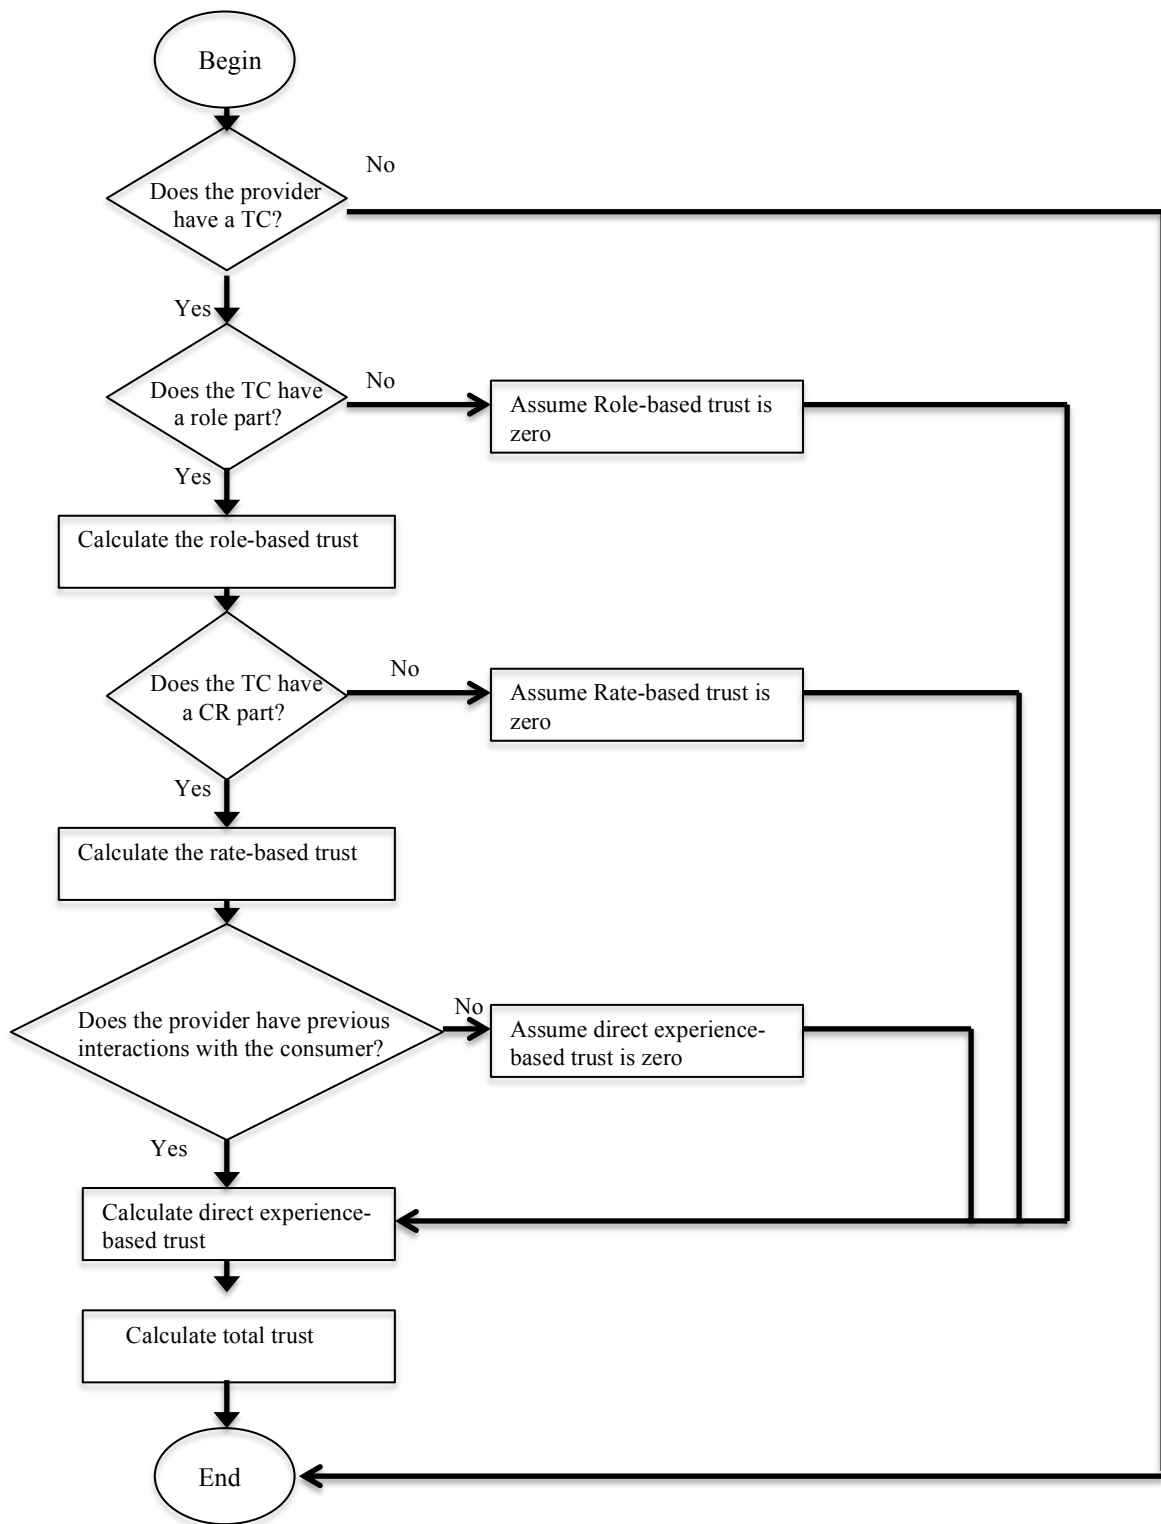 Begin
No
Does the provider
have a TC?
Yes
Does the TC have
a role part?
No
Assume Role-based trust is
zero
Yes
Calculate the role-based trust
Does the TC have
a CR part?
No
Assume Rate-based trust is
zero
Yes
Calculate the rate-based trust
Does the provider have previous
interactions with the consumer?
No
Assume direct experience-
based trust is zero
Yes
Calculate direct experience-
based trust
Calculate total trust
End